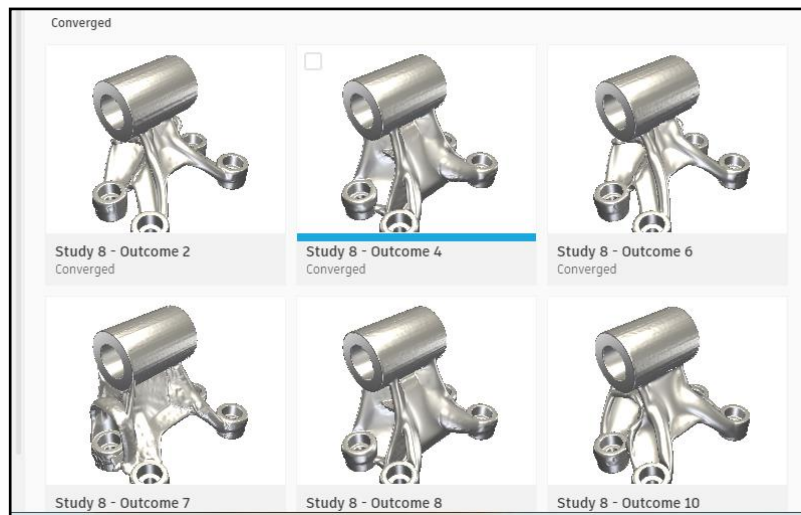 Converged
Study 8 - Outcome 2
Converged
Study 8 - Outcome 4
Converged
Study 8 - Outcome 6
Converged
Study 8 - Outcome 7
Study 8 - Outcome 8
Study 8 - Outcome 10